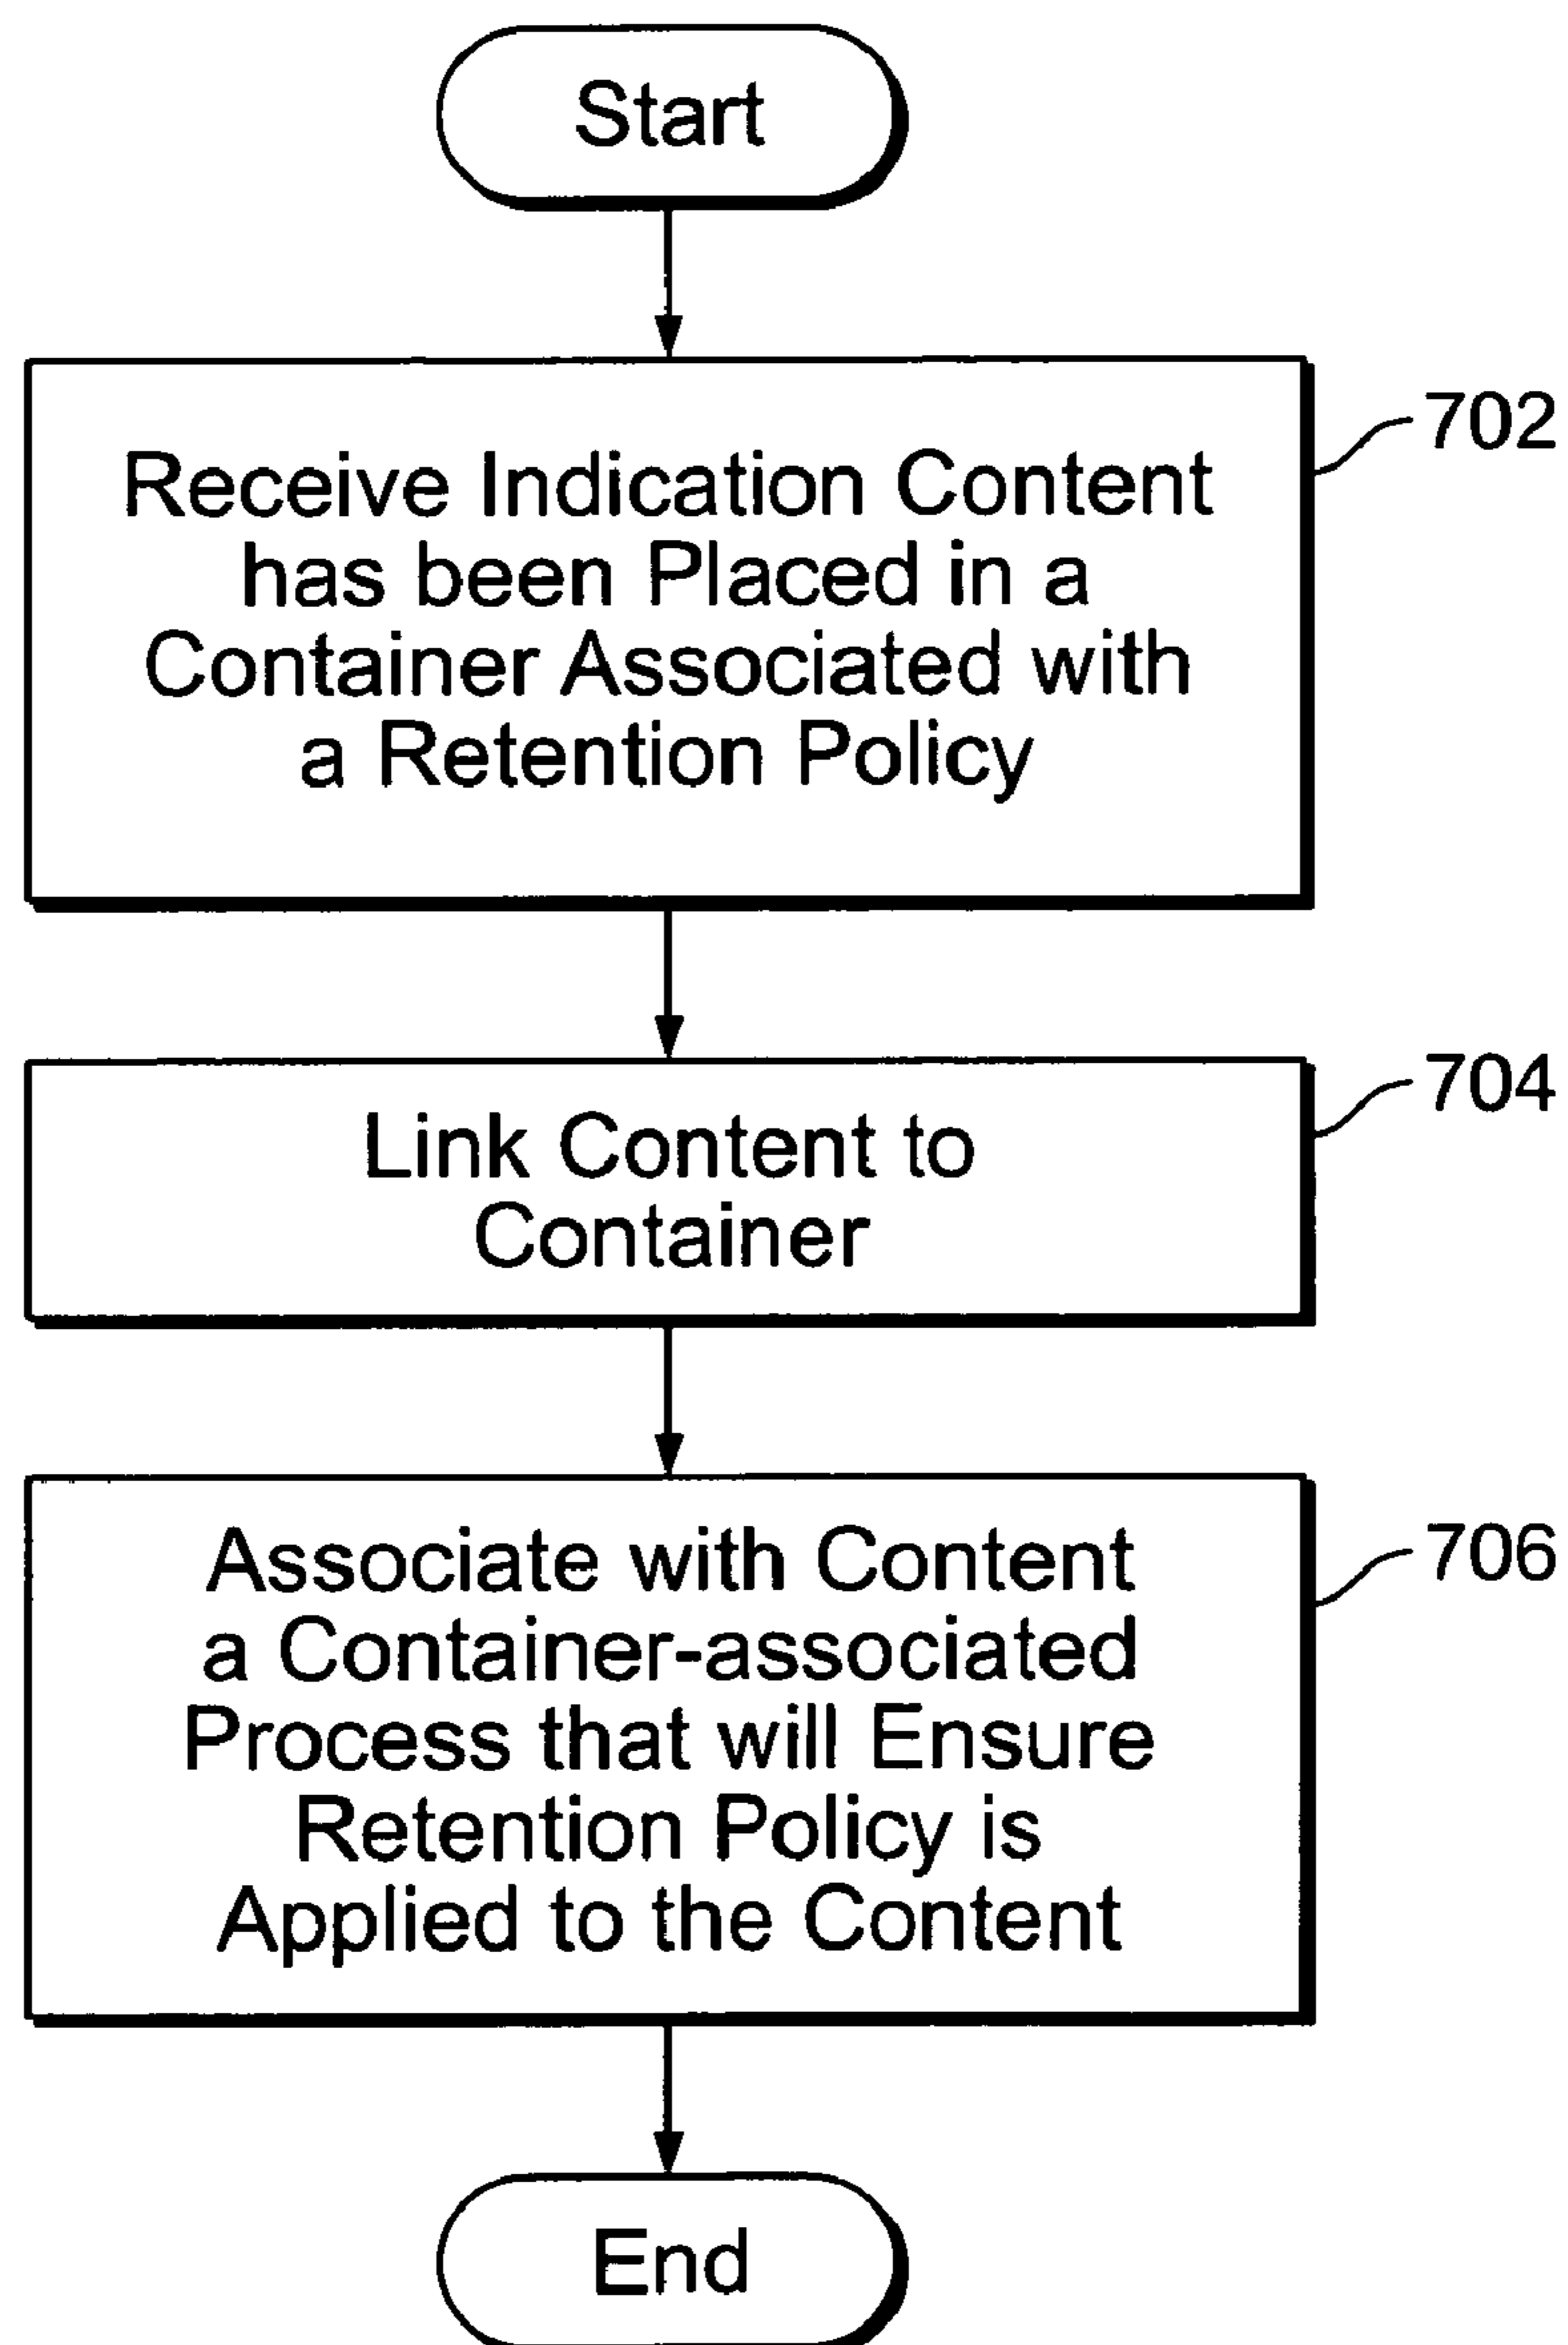 Start
Receive Indication Content
has been Placed in a
Container Associated with
a Retention Policy
702
Link Content to
Container
704
Associate with Content
a Container-associated
Process that will Ensure
Retention Policy is
Applied to the Content
706
End